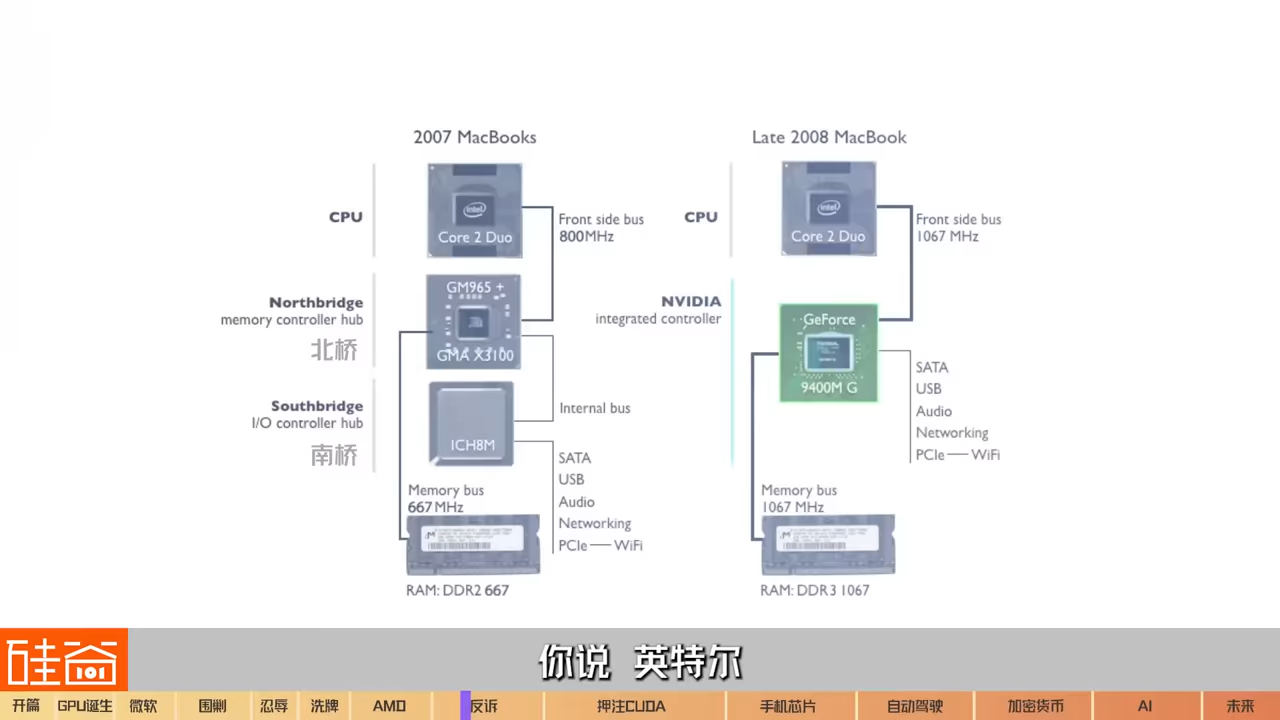 2007 MacBooks
CPU
intel
Core 2 Duo
Front side bus
800MHz
Northbridge
memory controller hub
北桥
GM965 +
GMA X3100
Southbridge
I/O controller hub
南桥
ICH8M
Internal bus
SATA
USB
Audio
Networking
PCIe — WiFi
Memory bus
667MHz
RAM: DDR2 667
Late 2008 MacBook
CPU
intel
Core 2 Duo
Front side bus
1067 MHz
NVIDIA
integrated controller
GeForce
9400M G
SATA
USB
Audio
Networking
PCIe — WiFi
Memory bus
1067 MHz
RAM: DDR3 1067
你说 英特尔
硅谷
101
开篇 GPU诞生 微软 围剿 忍辱 洗牌 AMD 反诉 押注CUDA 手机芯片 自动驾驶 加密货币 AI 未来